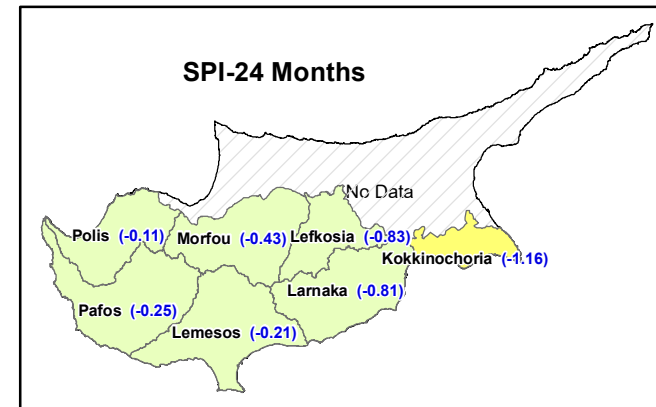 SPI-24 Months
No Data
Polis (-0.11)
Morfou (-0.43)
Lefkosia (-0.83)
Kokkinochoria (-1.16)
Larnaka (-0.81)
Pafos (-0.25)
Lemesos (-0.21)